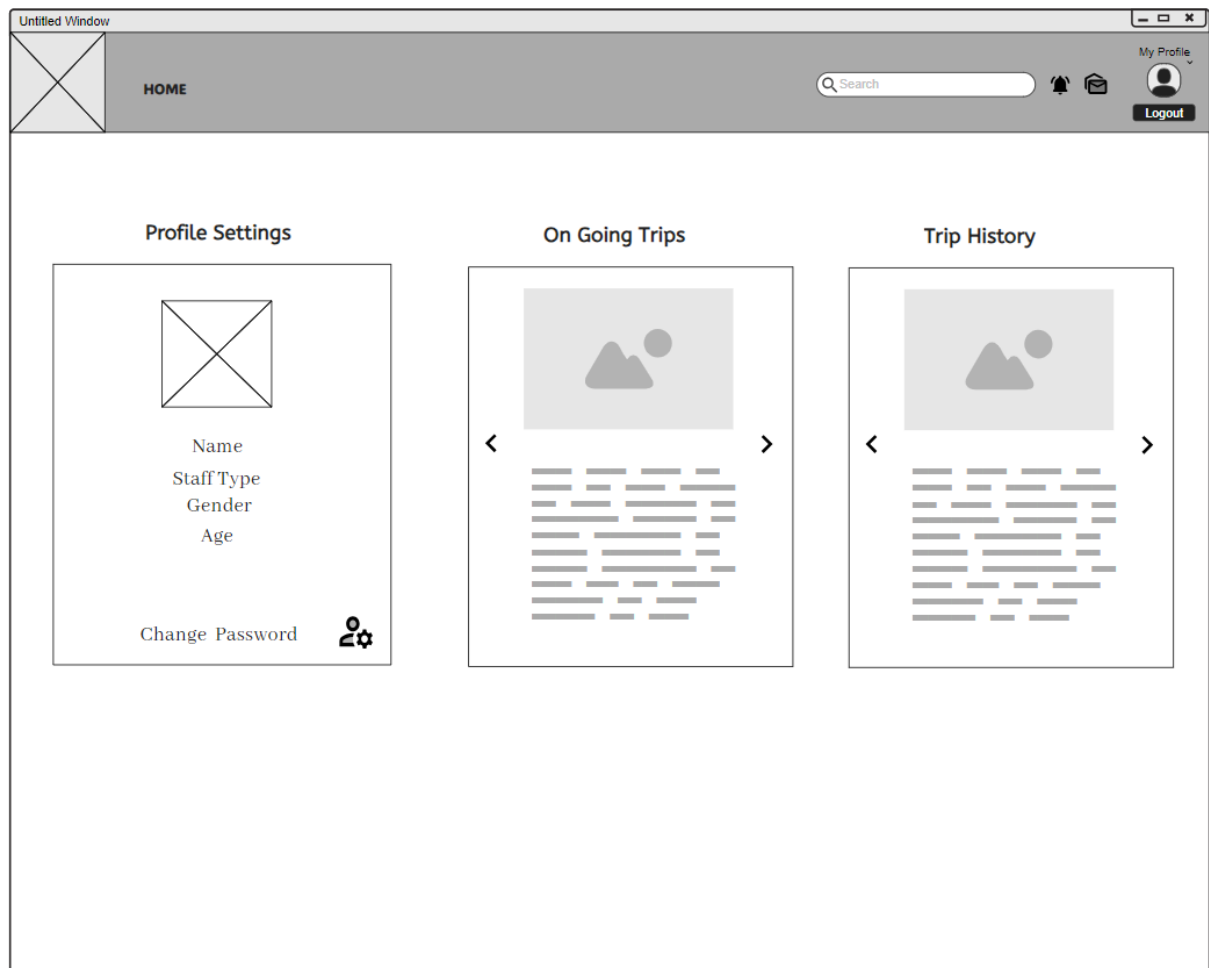 Untitled Window
My Profile
HOME
Search
Logout
Profile Settings
On Going Trips
Trip History
Name
Staff Type
Gender
Age
Change Password